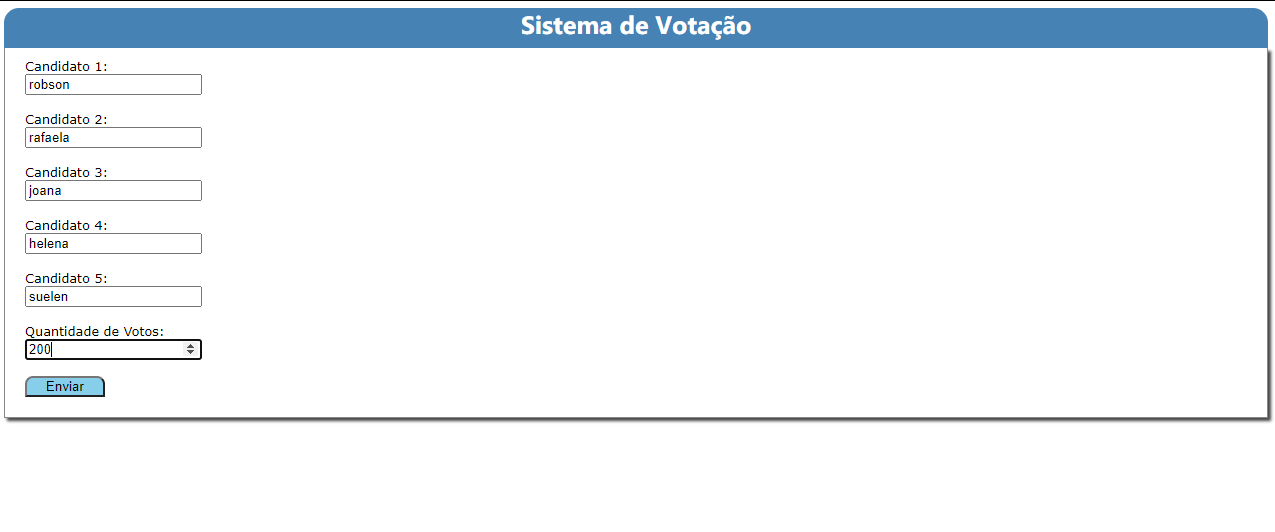 Sistema de Votação
Candidato 1:
robson
Candidato 2:
rafaela
Candidato 3:
joana
Candidato 4:
helena
Candidato 5:
suelen
Quantidade de Votos:
200
Enviar